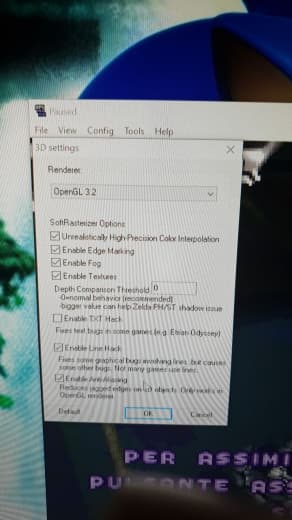 Paused
File View Config Tools Help
3D settings
Renderer:
OpenGL 3.2
SoftRasterizer Options
Unrealistically High-Precision Color Interpolation
Enable Edge Marking
Enable Fog
Enable Textures
Depth Comparison Threshold 0
0=normal behavior (recommended)
bigger value can help Zelda PH/ST shadow issue
Enable TXT Hack
Fixes text bugs in some games (e.g. Etrian Odyssey)
Enable Line Hack
Fixes some graphical bugs involving lines but causes
some other bugs. Not many games use lines.
Enable Antialiasing
Reduces jagged edges on 3D objects. Only works in
OpenGL renderer.
Default OK Cancel
PER ASSIMI